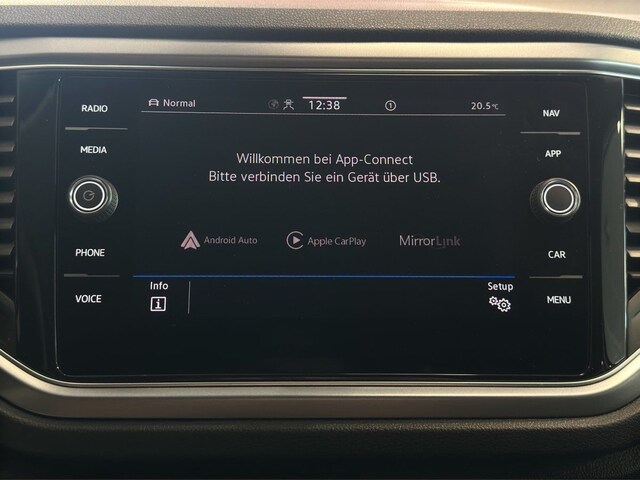 RADIO
MEDIA
PHONE
VOICE
Normal
12:38
1
20.5°C
Willkommen bei App-Connect
Bitte verbinden Sie ein Gerät über USB.
Android Auto
Apple CarPlay
MirrorLink
Info
Setup
NAV
APP
CAR
MENU